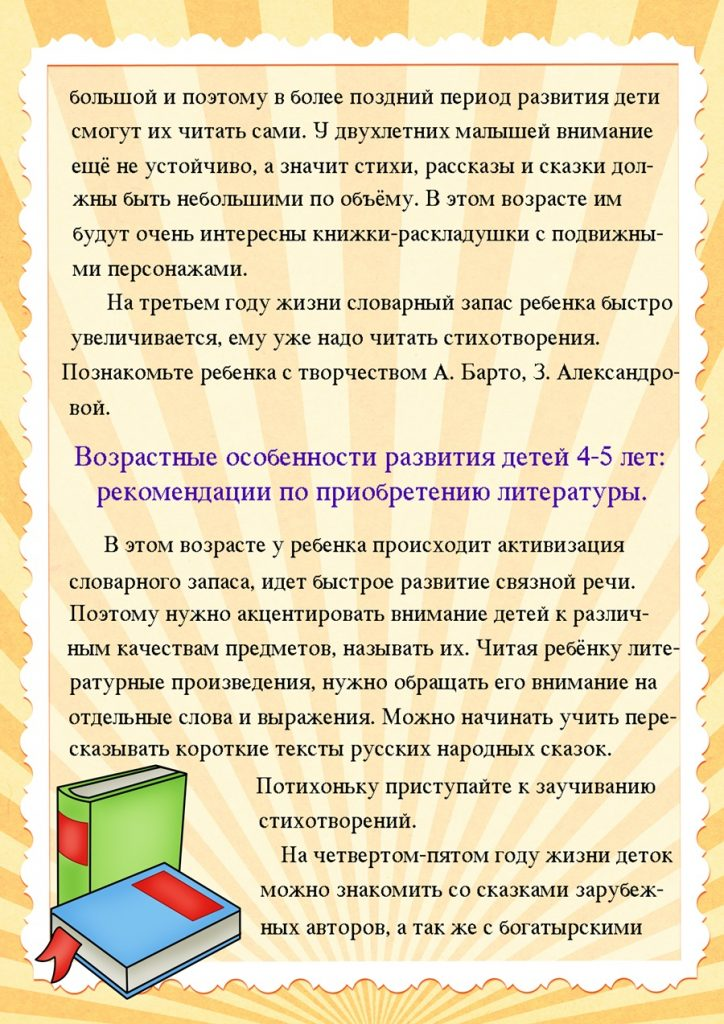 большой и поэтому в более поздний период развития дети
смогут их читать сами. У двухлетних малышей внимание
ещё не устойчиво, а значит стихи, рассказы и сказки дол-
жны быть небольшими по объёму. В этом возрасте им
будут очень интересны книжки-раскладушки с подвижны-
ми персонажами.
На третьем году жизни словарный запас ребенка быстро
увеличивается, ему уже надо читать стихотворения.
Познакомьте ребенка с творчеством А. Барто, З. Александро-
вой.
Возрастные особенности развития детей 4-5 лет:
рекомендации по приобретению литературы.
В этом возрасте у ребенка происходит активизация
словарного запаса, идет быстрое развитие связной речи.
Поэтому нужно акцентировать внимание детей к различ-
ным качествам предметов, называть их. Читая ребёнку лите-
ратурные произведения, нужно обращать его внимание на
отдельные слова и выражения. Можно начинать учить пере-
сказывать короткие тексты русских народных сказок.
Потихоньку приступайте к заучиванию
стихотворений.
На четвертом-пятом году жизни деток
можно знакомить со сказками зарубеж-
ных авторов, а так же с богатырскими